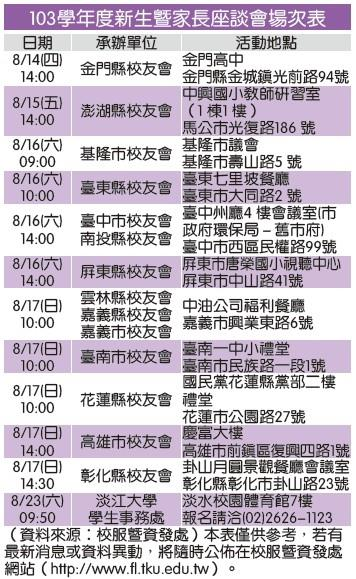 103學年度新生暨家長座談會場次表
日期 承辦單位 活動地點
8/14(四)
14:00
金門縣校友會
金門高中
金門縣金城鎮光前路94號
8/15(五)
14:00
澎湖縣校友會
中興國小教師研習室
（1棟1樓）
馬公市光復路186 號
8/16(六)
09:00
基隆市校友會
基隆市議會
基隆市壽山路5 號
8/16(六)
10:00
臺東縣校友會
臺東七里坡餐廳
臺東市大同路2 號
8/16(六)
14:00
臺中市校友會
南投縣校友會
臺中州廳4 樓會議室(市
政府環保局－舊市府)
臺中市西區民權路99號
8/16(六)
14:00
屏東縣校友會
屏東市唐榮國小視聽中心
屏東市中山路41號
8/17(日)
10:00
雲林縣校友會
嘉義縣校友會
嘉義市校友會
中油公司福利餐廳
嘉義市興業東路6號
8/17(日)
10:00
臺南市校友會
臺南一中小禮堂
臺南市民族路一段1號
8/17(日)
10:00
花蓮縣校友會
國民黨花蓮縣黨部二樓
禮堂
花蓮市公園路27號
8/17(日)
14:00
高雄市校友會
慶富大樓
高雄市前鎮區復興四路1號
8/17(日)
14:30
彰化縣校友會
卦山月圓景觀餐廳會議室
彰化縣彰化市卦山路23號
8/23(六)
09:50
淡江大學
學生事務處
淡水校園體育館7樓
報名請洽(02)2626–1123
（資料來源：校服暨資發處）本表僅供參考，若有
最新消息或資料異動，將隨時公佈在校服暨資發處
網站（http://www.fl.tku.edu.tw）。